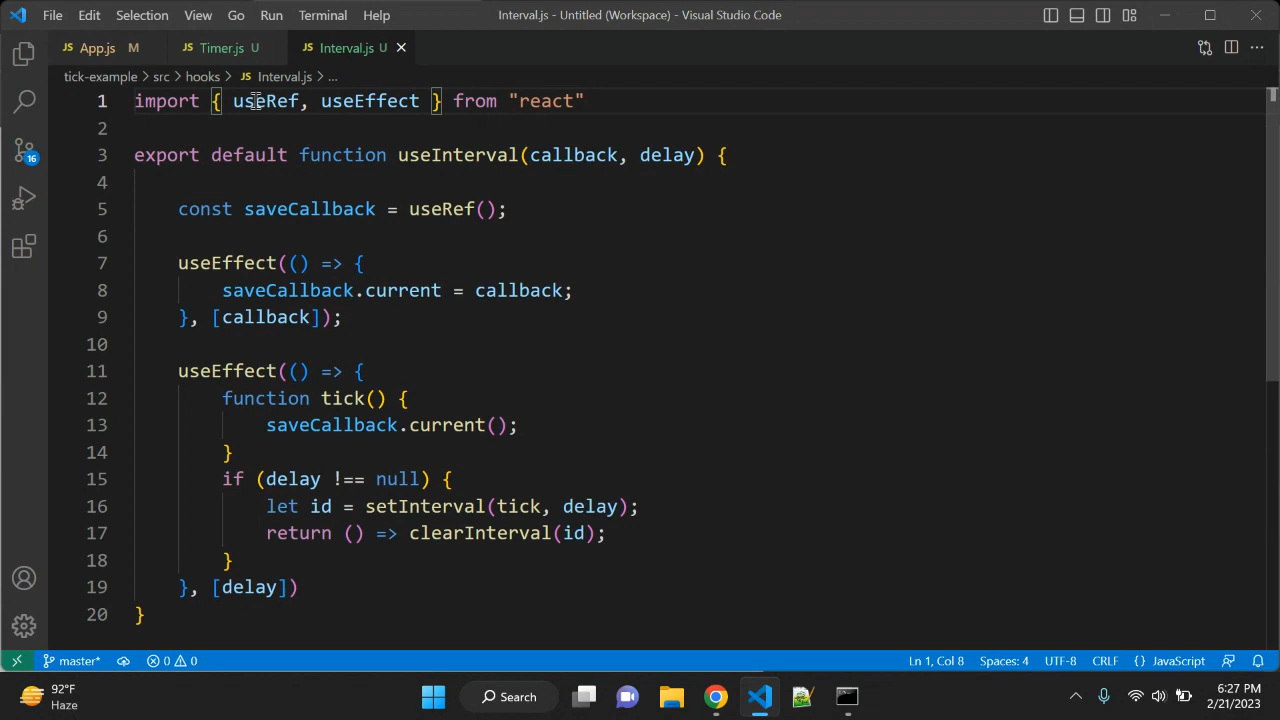 File Edit Selection View Go Run Terminal Help Interval.js - Untitled (Workspace) - Visual Studio Code
JS App.js M JS Timer.js U JS Interval.js U
tick-example > src > hooks > JS Interval.js > ...
1 import { useRef, useEffect } from "react"
2
3 export default function useInterval(callback, delay) {
4
5 const saveCallback = useRef();
6
7 useEffect(() => {
8 saveCallback.current = callback;
9 }, [callback]);
10
11 useEffect(() => {
12 function tick() {
13 saveCallback.current();
14 }
15 if (delay !== null) {
16 let id = setInterval(tick, delay);
17 return () => clearInterval(id);
18 }
19 }, [delay])
20 }
16
master* 0 0 Ln 1, Col 8 Spaces: 4 UTF-8 CRLF {} JavaScript
92°F
Haze
Search
6:27 PM
2/21/2023